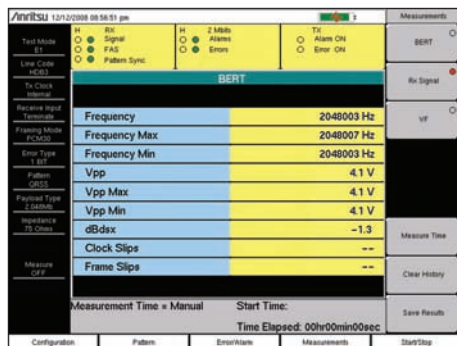 Anritsu 12/12/2008 08:56:51 pm
Measurements
Test Mode
E1
Line Code
HDB3
Tx Clock
Internal
Receive Input
Terminate
Framing Mode
PCM30
Error Type
1 BIT
Pattern
QRSS
Payload Type
2.048Mb
Impedance
75 Ohms
Measure
OFF
H RX
Signal
FAS
Pattern Sync
H 2 Mbits
Alarms
Errors
TX
Alarm ON
Error ON
BERT
Frequency 2048003 Hz
Frequency Max 2048007 Hz
Frequency Min 2048003 Hz
Vpp 4.1 V
Vpp Max 4.1 V
Vpp Min 4.1 V
dBdsx -1.3
Clock Slips --
Frame Slips --
Measurement Time = Manual Start Time:
Time Elapsed: 00hr00min00sec
BERT
Rx Signal
VF
Measure Time
Clear History
Save Results
Configuration Pattern Error/Alarm Measurements Start/Stop